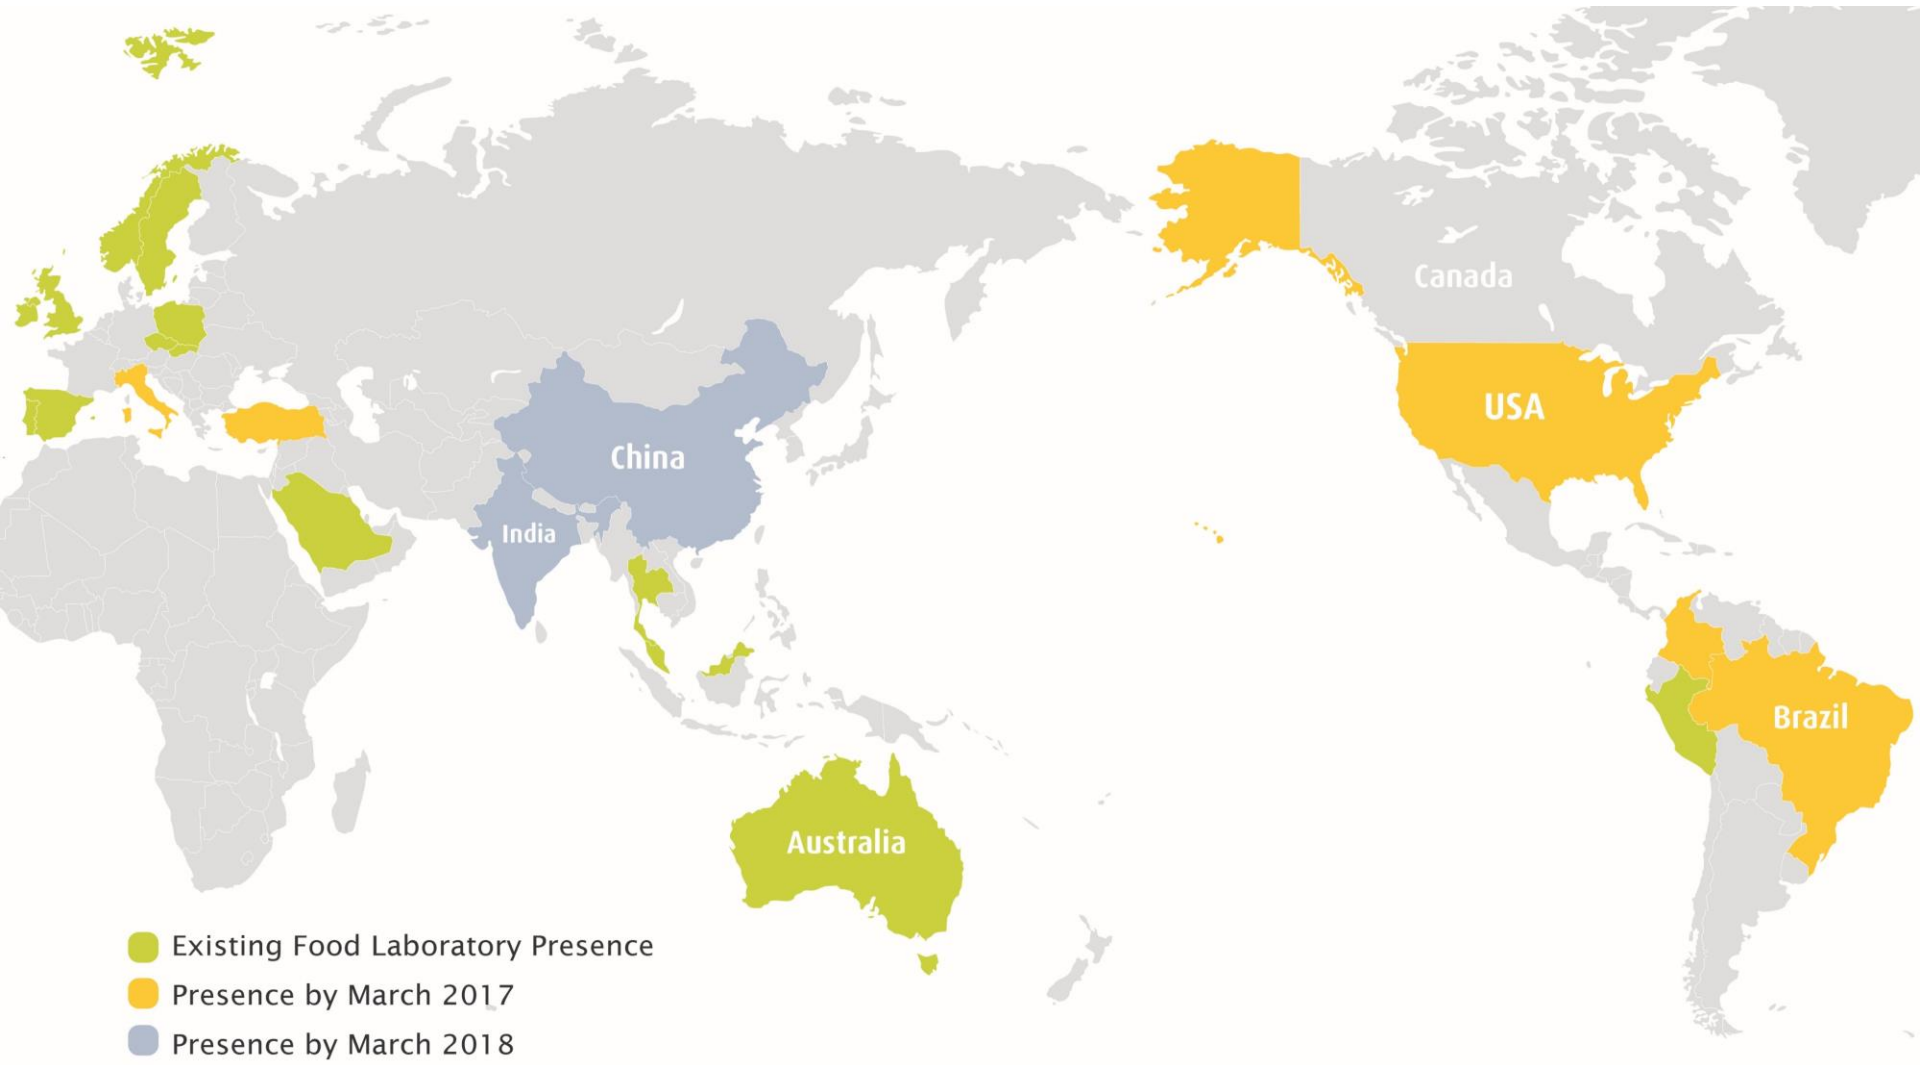 Canada
USA
China
India
Brazil
Australia
Existing Food Laboratory Presence
Presence by March 2017
Presence by March 2018